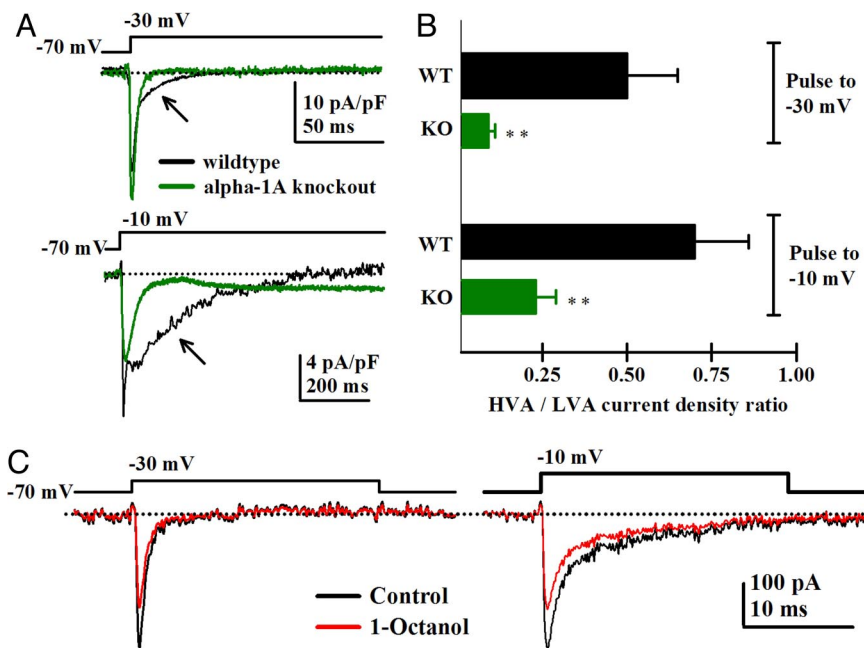 A
-30 mV
-70 mV
10 pA/pF
50 ms
wildtype
alpha-1A knockout
-10 mV
-70 mV
4 pA/pF
200 ms
B
WT
KO
**
Pulse to
-30 mV
WT
KO
**
Pulse to
-10 mV
0.25
0.50
0.75
1.00
HVA / LVA current density ratio
C
-30 mV
-70 mV
-10 mV
Control
1-Octanol
100 pA
10 ms